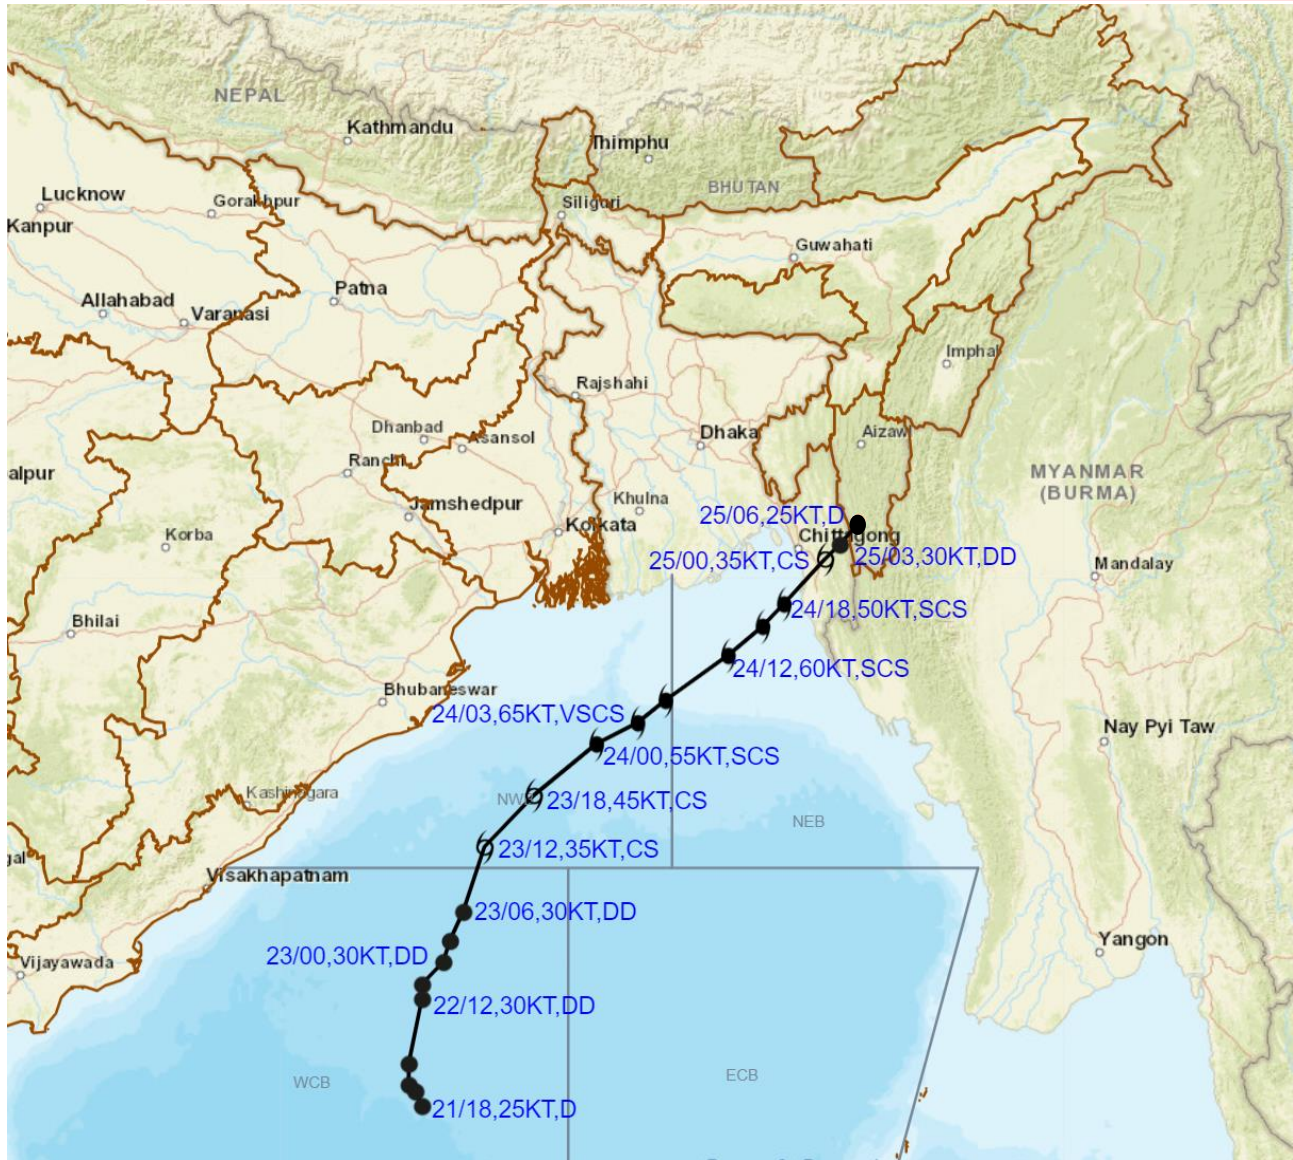 NEPAL
Kathmandu
Thimphu
Lucknow
BHUTAN
Gorakhpur
Siliguri
Kanpur
Guwahati
Patna
Allahabad
Varanasi
Imphal
Rajshahi
Dhanbad
Dhaka
Aizaw
Asansol
Ranchi
alpur
MYANMAR
(BURMA)
Khulna
Jamshedpur
25/06,25KT,D
Kolkata
Korba
Chittagong
25/00,35KT,CS
25/03,30KT,DD
Mandalay
24/18,50KT,SCS
Bhilai
24/12,60KT,SCS
Bhubaneswar
24/03,65KT,VSCS
Nay Pyi Taw
24/00,55KT,SCS
23/18,45KT,CS
NEB
23/12,35KT,CS
gal
Visakhapatnam
23/06,30KT,DD
Yangon
23/00,30KT,DD
Vijayawada
22/12,30KT,DD
ECB
WCB
21/18,25KT,D